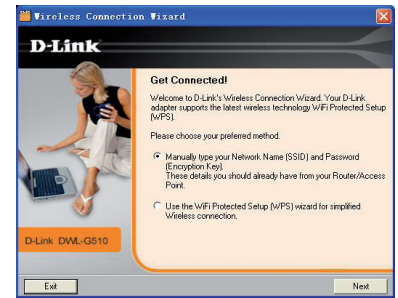 Wireless Connection Wizard
D-Link
Get Connected!
Welcome to D-Link's Wireless Connection Wizard. Your D-Link
adapter supports the latest wireless technology WiFi Protected Setup
(WPS).
Please choose your preferred method.
Manually type your Network Name (SSID) and Password
(Encryption Key).
These details you should already have from your Router/Access
Point.
Use the WiFi Protected Setup (WPS) wizard for simplified
Wireless connection.
D-Link DWL-G510
Exit
Next